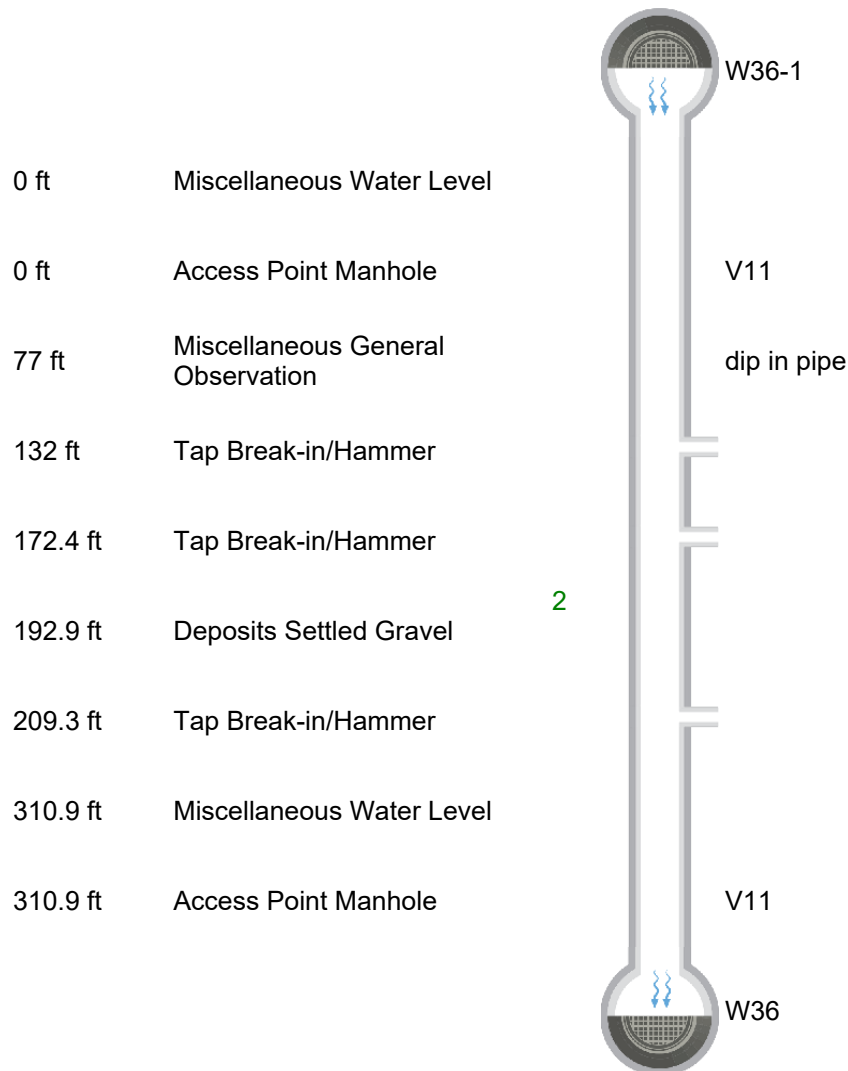 W36-1
0 ft Miscellaneous Water Level
0 ft Access Point Manhole V11
77 ft Miscellaneous General
Observation dip in pipe
132 ft Tap Break-in/Hammer
172.4 ft Tap Break-in/Hammer
2
192.9 ft Deposits Settled Gravel
209.3 ft Tap Break-in/Hammer
310.9 ft Miscellaneous Water Level
310.9 ft Access Point Manhole V11
W36